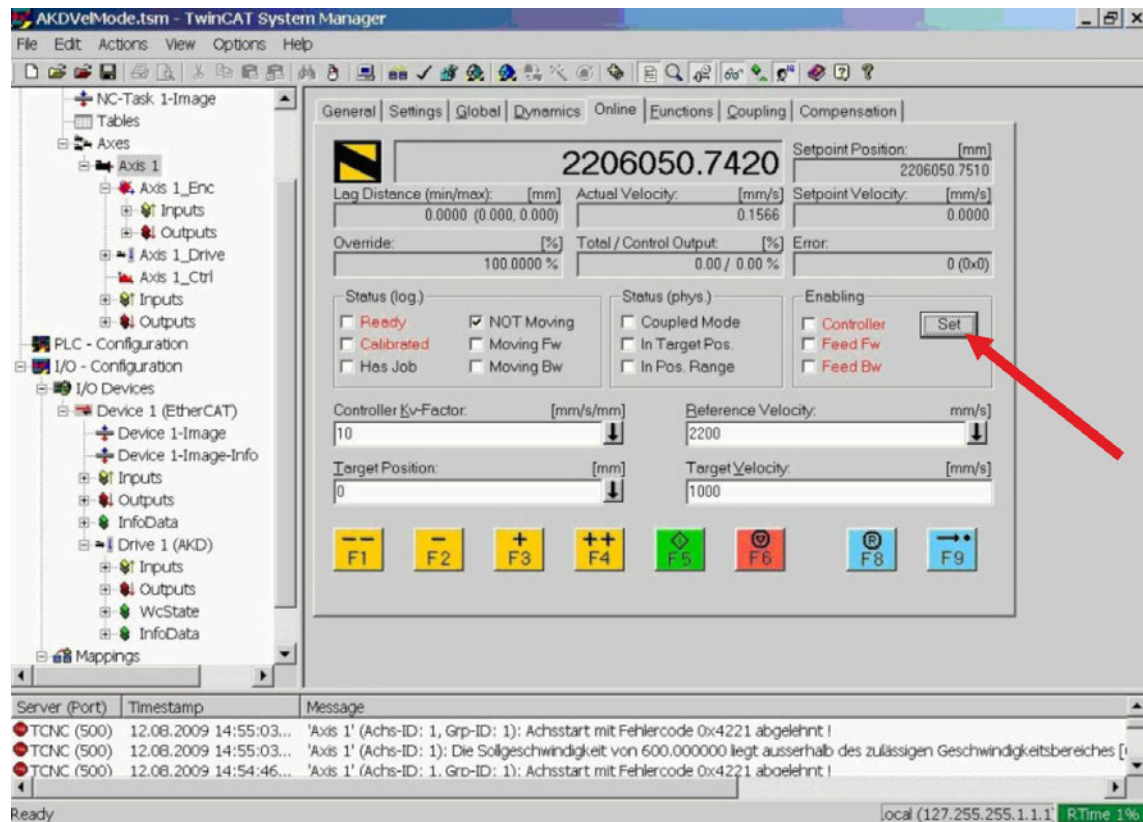 AKDVelMode.tsm - TwinCAT System Manager
File Edit Actions View Options Help
NC-Task 1-Image
Tables
Axes
Axis 1
Axis 1_Enc
Inputs
Outputs
Axis 1_Drive
Axis 1_Ctrl
Inputs
Outputs
PLC - Configuration
I/O - Configuration
I/O Devices
Device 1 (EtherCAT)
Device 1-Image
Device 1-Image-Info
Inputs
Outputs
InfoData
Drive 1 (AKD)
Inputs
Outputs
WcState
InfoData
Mappings
General Settings Global Dynamics Online Functions Coupling Compensation
2206050.7420
Setpoint Position: [mm]
2206050.7510
Lag Distance (min/max): [mm] Actual Velocity: [mm/s] Setpoint Velocity: [mm/s]
0.0000 (0.000, 0.000) 0.1566 0.0000
Override: [%] Total / Control Output: [%] Error:
100.0000 % 0.00 / 0.00 % 0 (0x0)
Status (log.) Status (phys.) Enabling
Ready NOT Moving Coupled Mode Controller Set
Calibrated Moving Fw In Target Pos. Feed Fw
Has Job Moving Bw In Pos. Range Feed Bw
Controller Kv-Factor: [mm/s/mm] Reference Velocity: mm/s]
10 2200
Target Position: [mm] Target Velocity: [mm/s]
0 1000
-- - + ++ R
F1 F2 F3 F4 F5 F6 F8 F9
Server (Port) Timestamp Message
TCNC (500) 12.08.2009 14:55:03... 'Axis 1' (Achs-ID: 1, Grp-ID: 1): Achsstart mit Fehlercode 0x4221 abgelehnt !
TCNC (500) 12.08.2009 14:55:03... 'Axis 1' (Achs-ID: 1, Grp-ID: 1): Die Sollgeschwindigkeit von 600.000000 liegt ausserhalb des zulässigen Geschwindigkeitsbereiches [
TCNC (500) 12.08.2009 14:54:46... 'Axis 1' (Achs-ID: 1, Grp-ID: 1): Achsstart mit Fehlercode 0x4221 abgelehnt !
Ready .ocal (127.255.255.1.1.1) RTime 1%